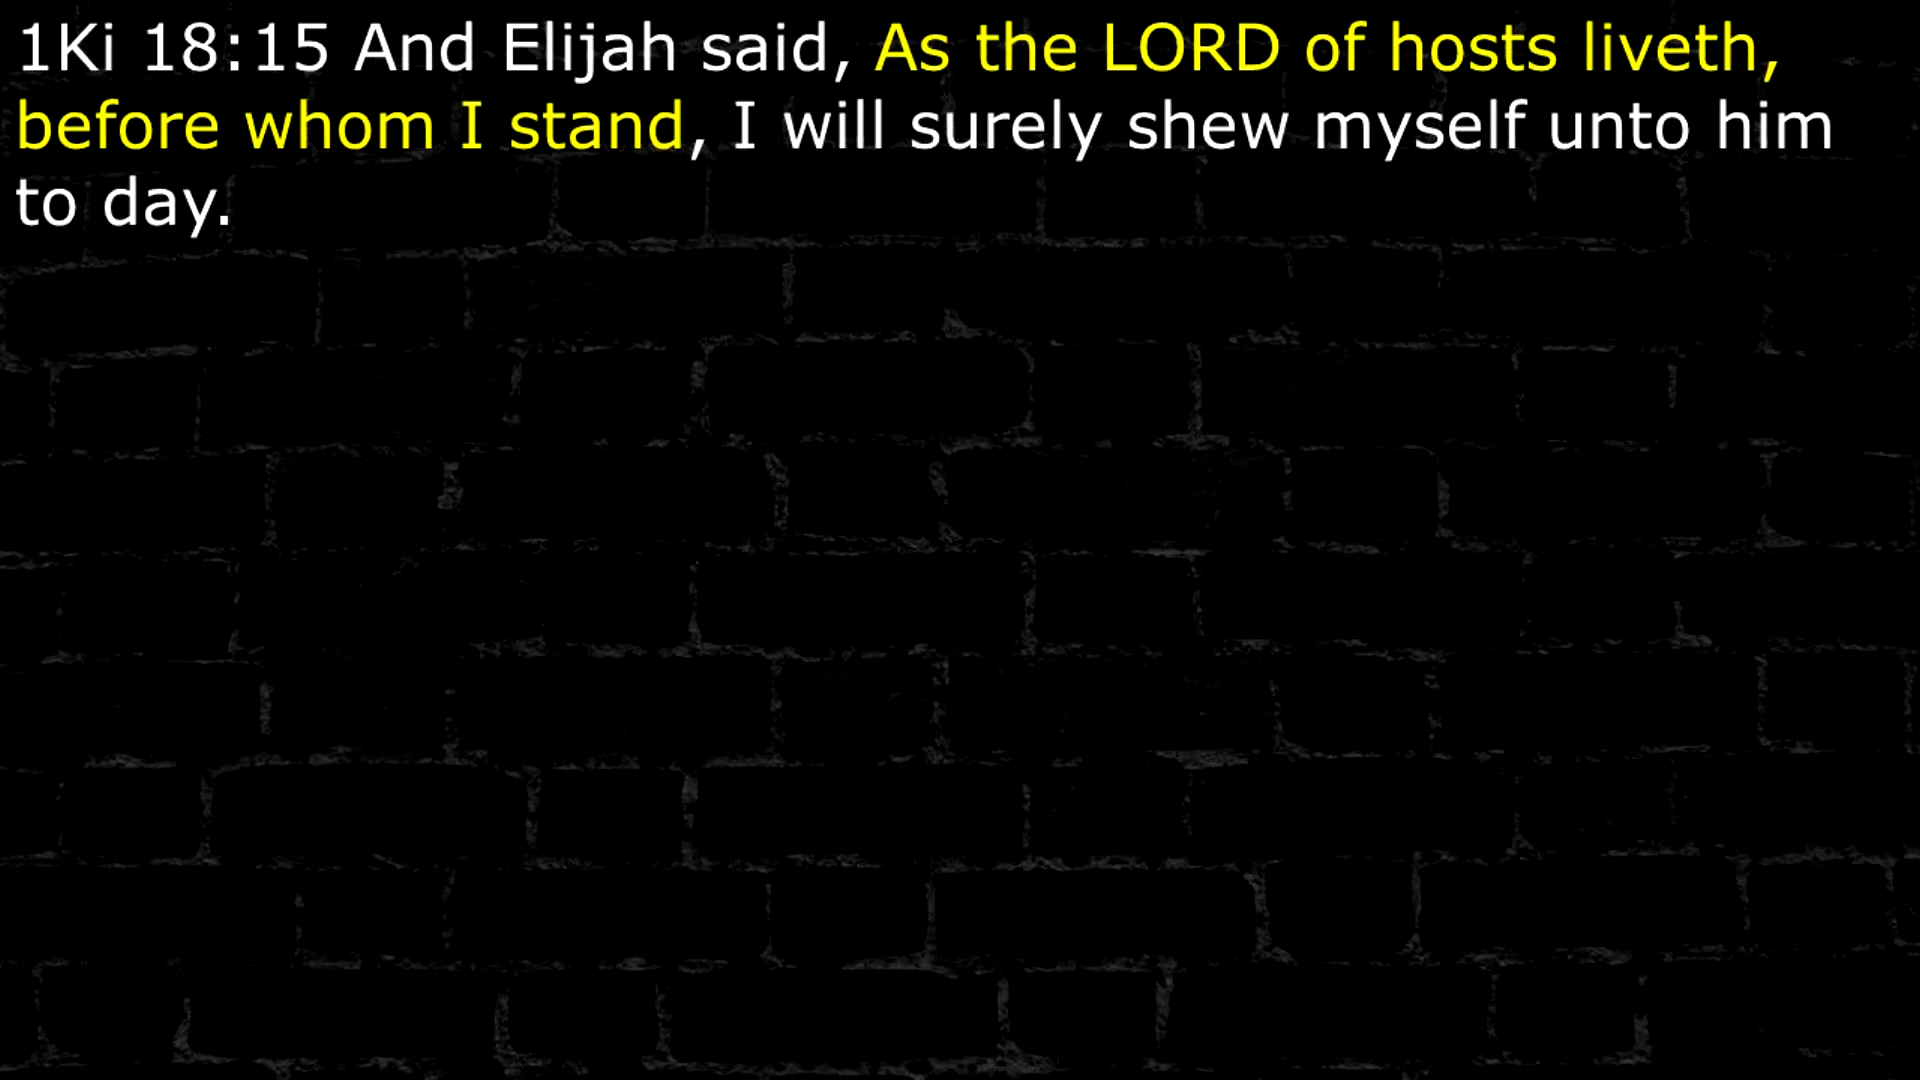 1Ki 18:15 And Elijah said, As the LORD of hosts liveth,
before whom I stand, I will surely shew myself unto him
to day.